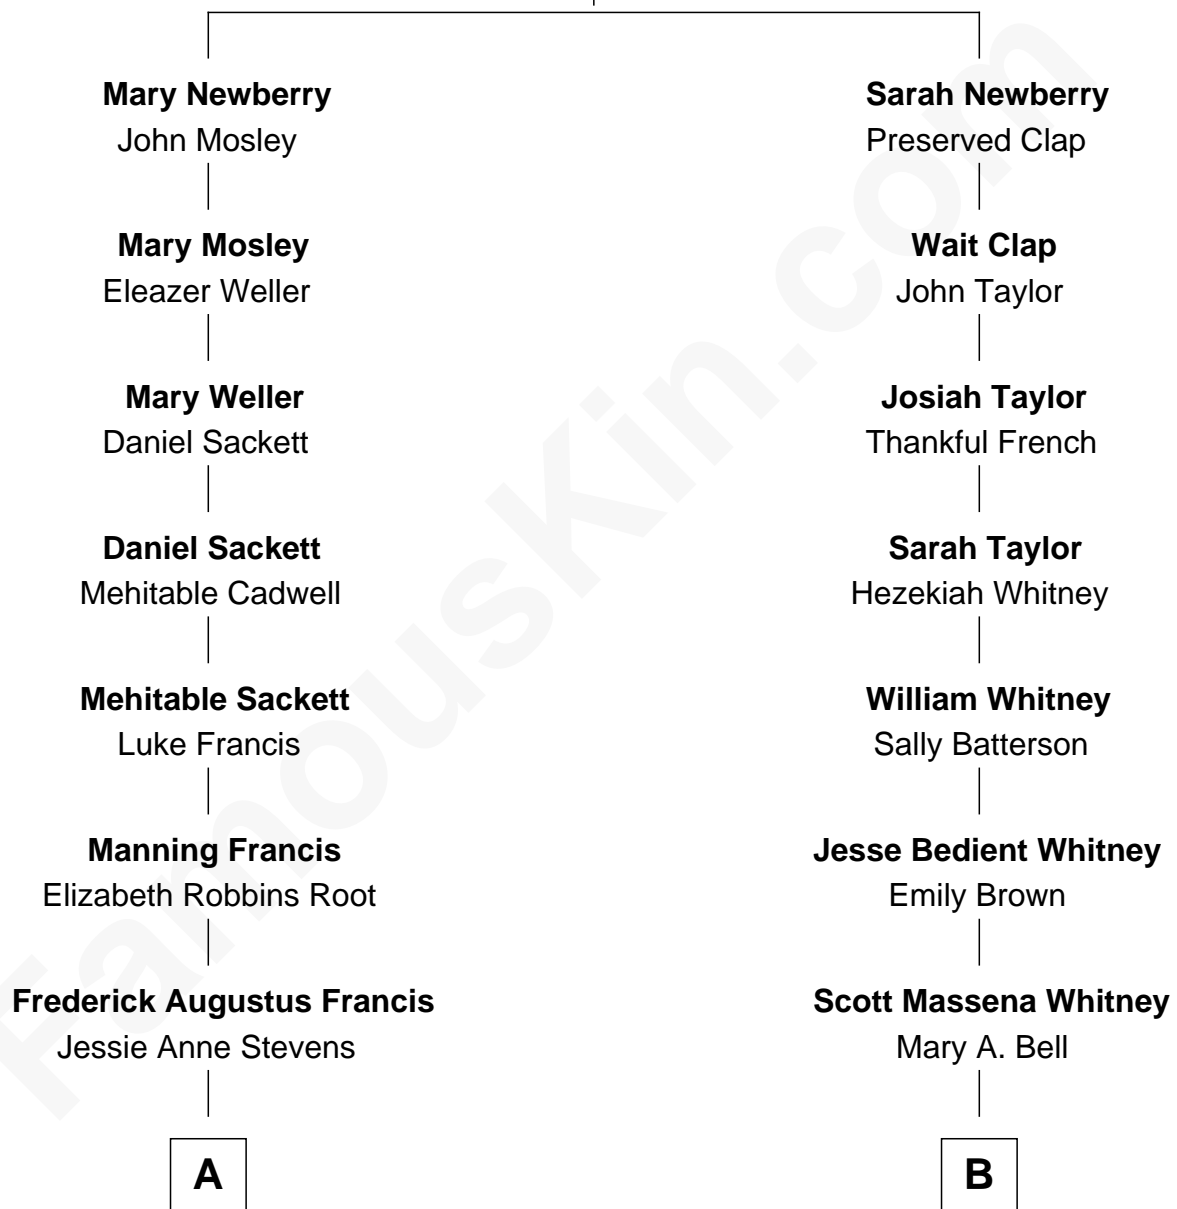 Mary Newberry
John Mosley
Mary Mosley
Eleazer Weller
Mary Weller
Daniel Sackett
Daniel Sackett
Mehitable Cadwell
Mehitable Sackett
Luke Francis
Manning Francis
Elizabeth Robbins Root
Frederick Augustus Francis
Jessie Anne Stevens
A
Sarah Newberry
Preserved Clap
Wait Clap
John Taylor
Josiah Taylor
Thankful French
Sarah Taylor
Hezekiah Whitney
William Whitney
Sally Batterson
Jesse Bedient Whitney
Emily Brown
Scott Massena Whitney
Mary A. Bell
B
FamousKin.com